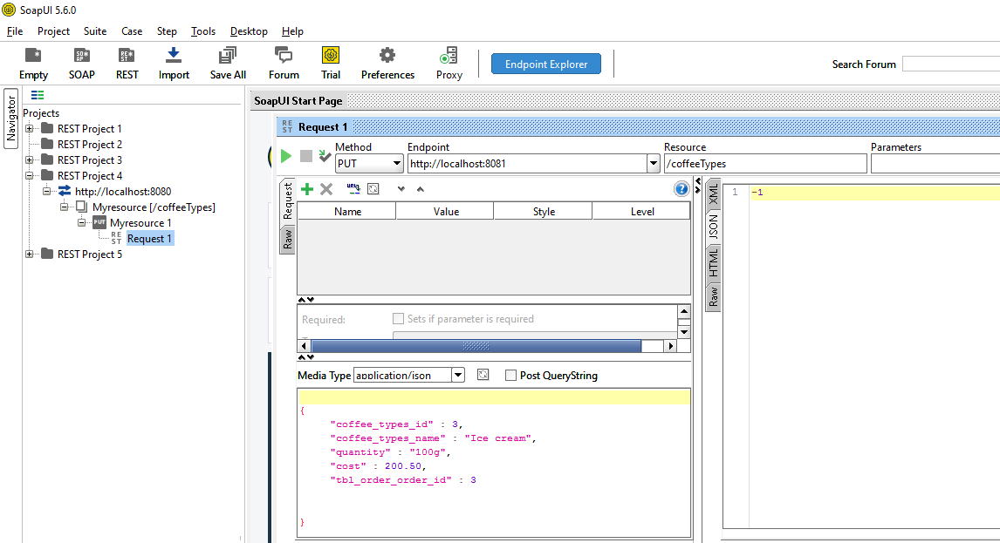 SoapUI 5.6.0
File Project Suite Case Step Tools Desktop Help
Empty SOAP REST Import Save All Forum Trial Preferences Proxy Endpoint Explorer Search Forum
Navigator
Projects
REST Project 1
REST Project 2
REST Project 3
REST Project 4
http://localhost:8080
Myresource [/coffeeTypes]
PUT Myresource 1
REST Request 1
REST Project 5
SoapUI Start Page
REST Request 1
Method Endpoint Resource Parameters
PUT http://localhost:8081 /coffeeTypes
Request
Raw
Name Value Style Level
Required: Sets if parameter is required
Media Type application/json Post QueryString
{
"coffee_types_id" : 3,
"coffee_types_name" : "Ice cream",
"quantity" : "100g",
"cost" : 200.50,
"tbl_order_order_id" : 3
}
XML
JSON
HTML
Raw
1 -1